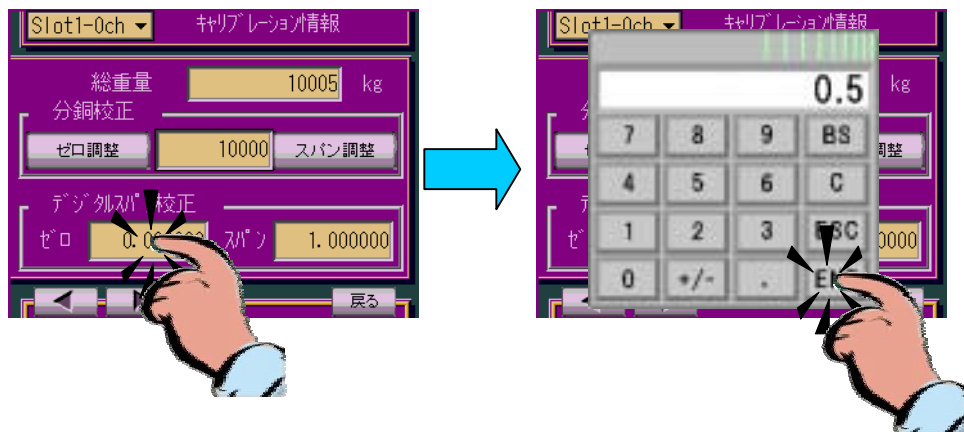 Slot1-0ch キャリブレーション情報
総重量 10005 kg
分銅校正
ゼロ調整 10000 スパン調整
デジタルスパン校正
ゼロ スパン 1.000000
戻る
Slot1-0ch キャリブレーション情報
0.5 kg
7 8 9 BS
調整
4 5 6 C
1 2 3 ESC
0 +/- . ENT